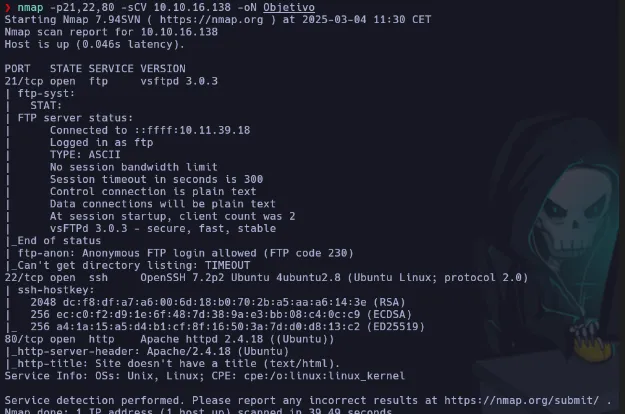 ❯ nmap -p21,22,80 -sCV 10.10.16.138 -oN Objetivo
Starting Nmap 7.94SVN ( https://nmap.org ) at 2025-03-04 11:30 CET
Nmap scan report for 10.10.16.138
Host is up (0.046s latency).

PORT   STATE SERVICE VERSION
21/tcp open  ftp     vsftpd 3.0.3
| ftp-syst:
|   STAT:
| FTP server status:
|      Connected to ::ffff:10.11.39.18
|      Logged in as ftp
|      TYPE: ASCII
|      No session bandwidth limit
|      Session timeout in seconds is 300
|      Control connection is plain text
|      Data connections will be plain text
|      At session startup, client count was 2
|      vsFTPd 3.0.3 - secure, fast, stable
|_End of status
| ftp-anon: Anonymous FTP login allowed (FTP code 230)
|_Can't get directory listing: TIMEOUT
22/tcp open  ssh     OpenSSH 7.2p2 Ubuntu 4ubuntu2.8 (Ubuntu Linux; protocol 2.0)
| ssh-hostkey:
|   2048 dc:f8:df:a7:a6:00:6d:18:b0:70:2b:a5:aa:a6:14:3e (RSA)
|   256 ec:c0:f2:d9:1e:6f:48:7d:38:9a:e3:bb:08:c4:0c:c9 (ECDSA)
|_  256 a4:1a:15:a5:d4:b1:cf:8f:16:50:3a:7d:d0:d8:13:c2 (ED25519)
80/tcp open  http    Apache httpd 2.4.18 ((Ubuntu))
|_http-server-header: Apache/2.4.18 (Ubuntu)
|_http-title: Site doesn't have a title (text/html).
Service Info: OSs: Unix, Linux; CPE: cpe:/o:linux:linux_kernel

Service detection performed. Please report any incorrect results at https://nmap.org/submit/ .
Nmap done: 1 IP address (1 host up) scanned in 39.49 seconds